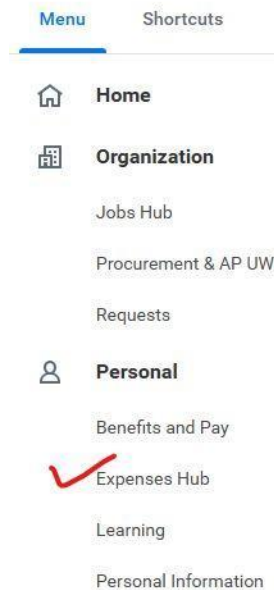 Menu Shortcuts
Home
Organization
Jobs Hub
Procurement & AP UW
Requests
Personal
Benefits and Pay
Expenses Hub
Learning
Personal Information